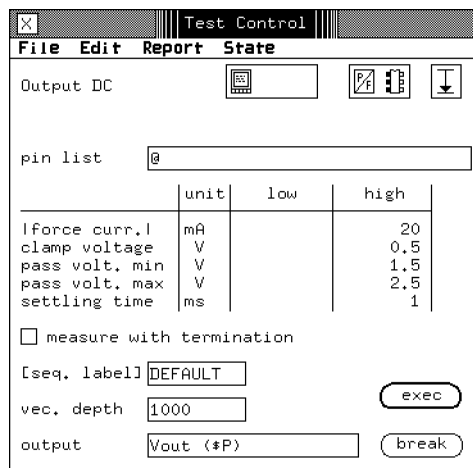 X Test Control
File Edit Report State
Output DC P/F
pin list @
unit low high
|force curr.| mA 20
clamp voltage V 0.5
pass volt. min V 1.5
pass volt. max V 2.5
settling time ms 1
measure with termination
[seq. label] DEFAULT
exec
vec. depth 1000
output Vout ($P) break